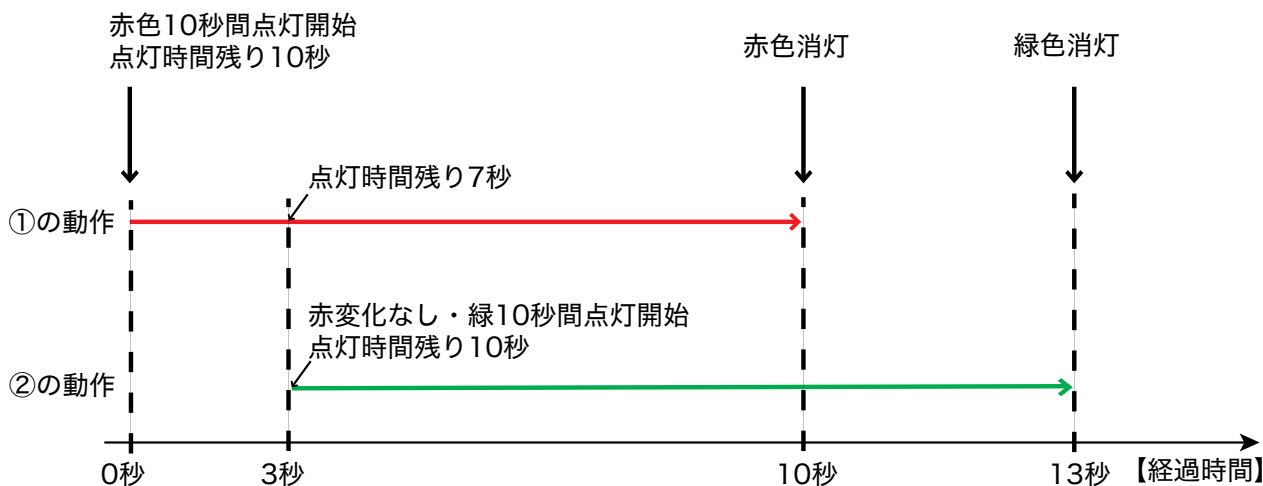 赤色10秒間点灯開始
点灯時間残り10秒
赤色消灯
緑色消灯
点灯時間残り7秒
①の動作
赤変化なし・緑10秒間点灯開始
点灯時間残り10秒
②の動作
0秒
3秒
10秒
13秒
【経過時間】